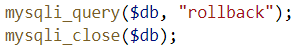 mysqli_query($db, "rollback");
mysqli_close($db);